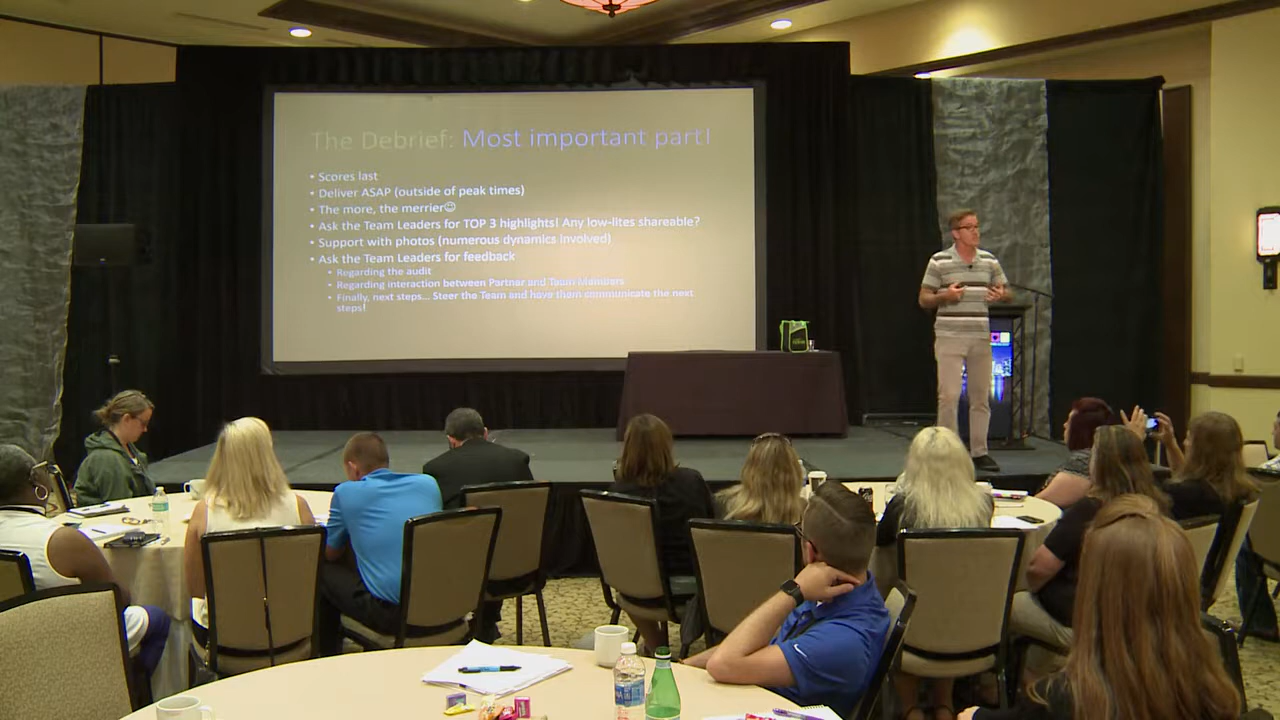 The Debrief: Most important part!
• Scores last
• Deliver ASAP (outside of peak times)
• The more, the merrier☺
• Ask the Team Leaders for TOP 3 highlights! Any low-lites shareable?
• Support with photos (numerous dynamics involved)
• Ask the Team Leaders for feedback
• Regarding the audit
• Regarding interaction between Partner and Team Members
• Finally, next steps... Steer the Team and have them communicate the next
steps!